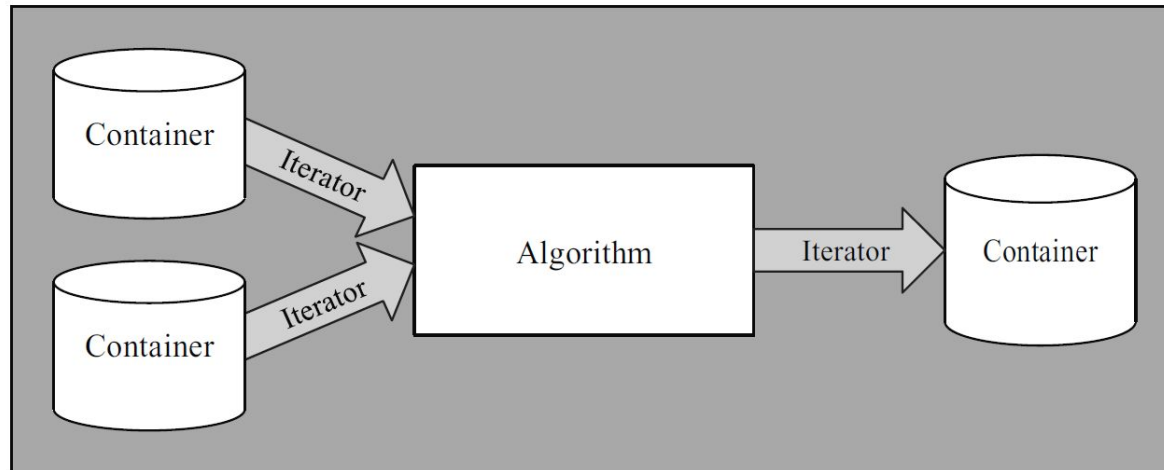 Container
Iterator
Container
Iterator
Algorithm
Iterator
Container